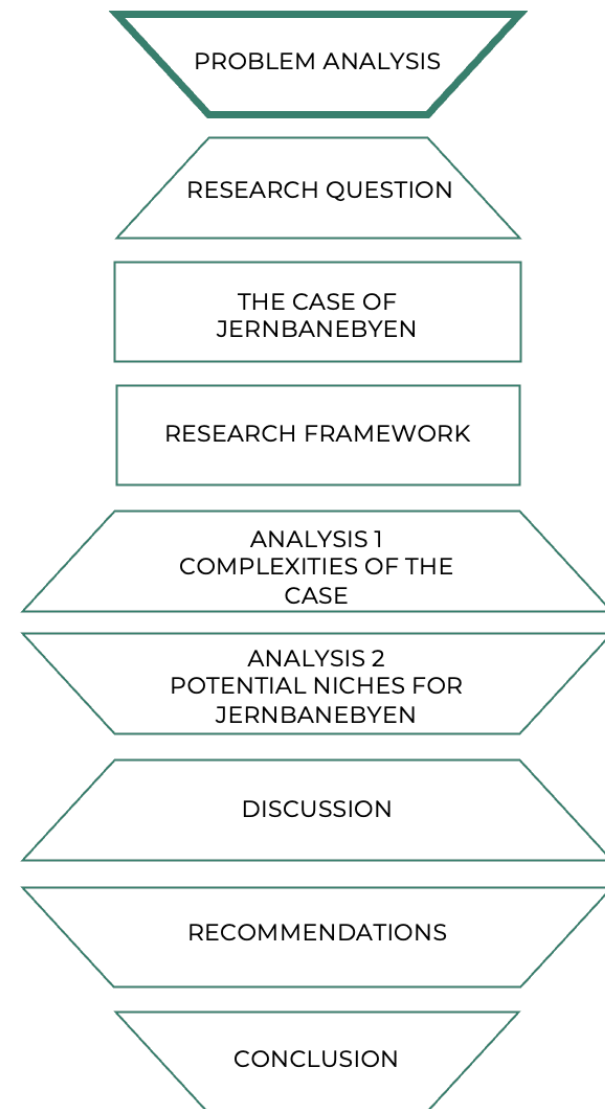 PROBLEM ANALYSIS
RESEARCH QUESTION
THE CASE OF
JERNBANEBYEN
RESEARCH FRAMEWORK
ANALYSIS 1
COMPLEXITIES OF THE
CASE
ANALYSIS 2
POTENTIAL NICHES FOR
JERNBANEBYEN
DISCUSSION
RECOMMENDATIONS
CONCLUSION